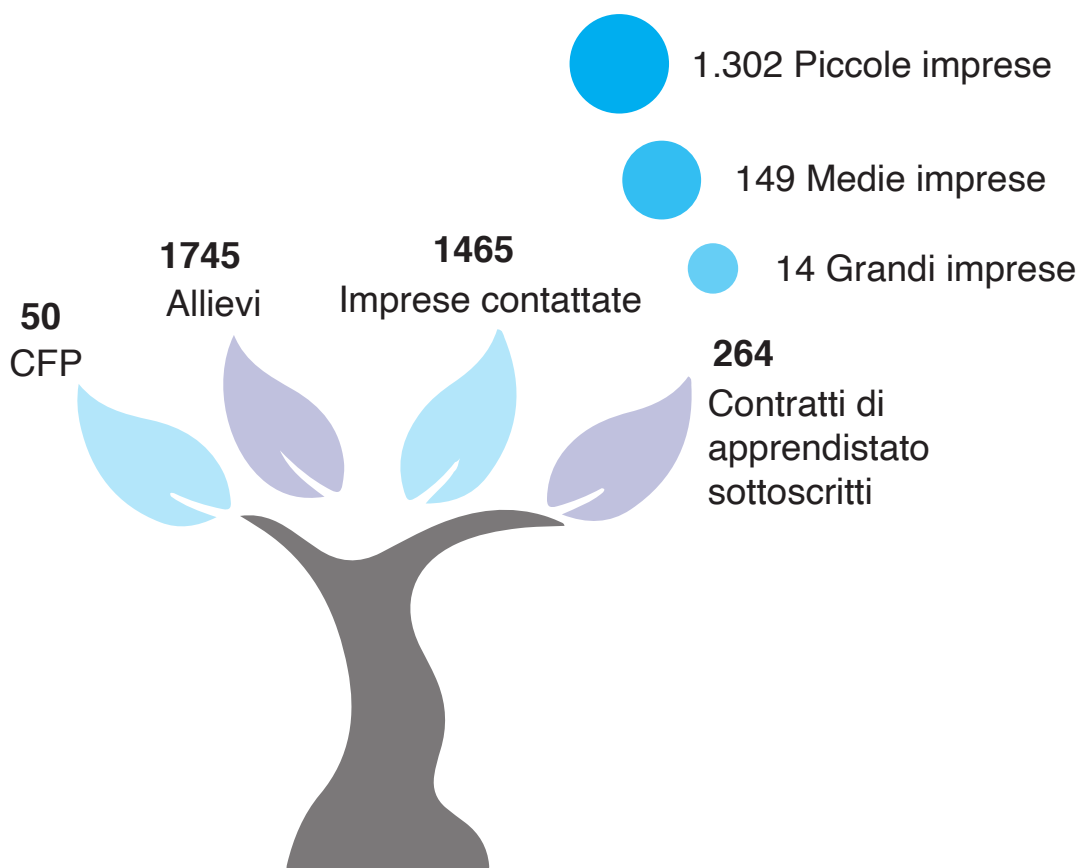 1.302 Piccole imprese
149 Medie imprese
14 Grandi imprese
50
CFP
1745
Allievi
1465
Imprese contattate
264
Contratti di
apprendistato
sottoscritti